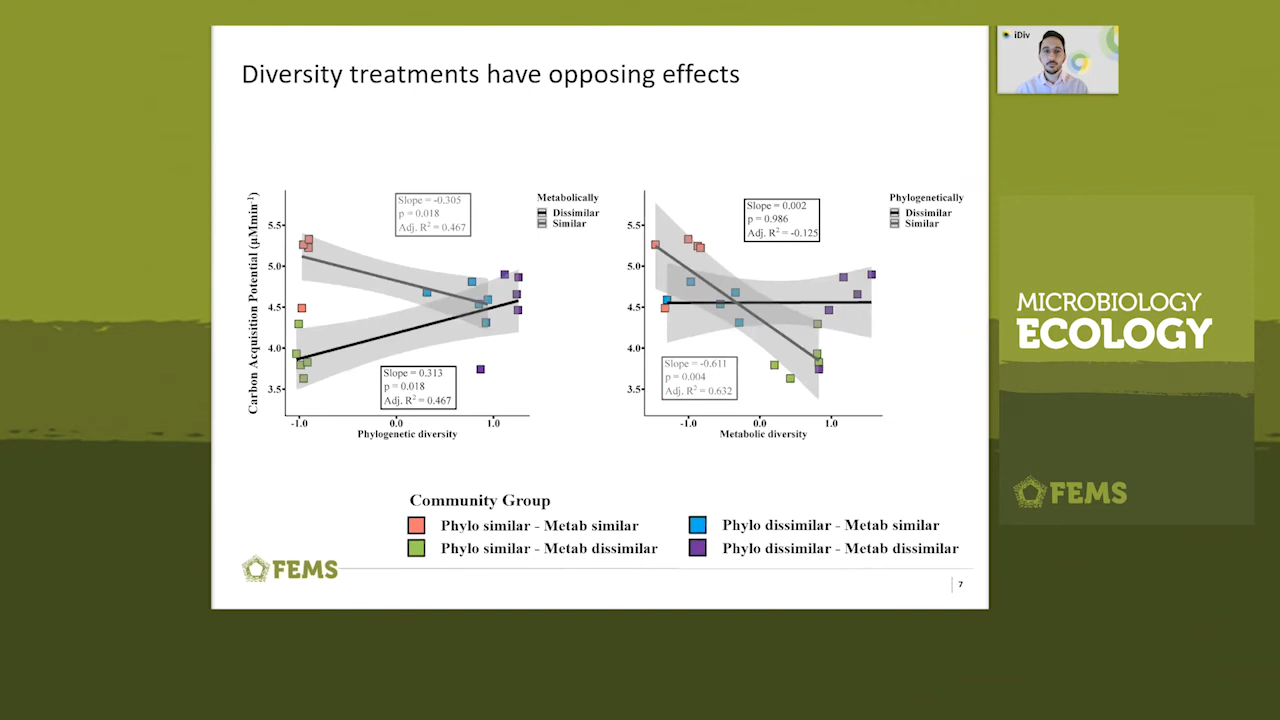 iDiv
Diversity treatments have opposing effects
Carbon Acquisition Potential (µMmin⁻¹)
5.5
5.0
4.5
4.0
3.5
-1.0
0.0
1.0
Phylogenetic diversity
Slope = -0.305
p = 0.018
Adj. R² = 0.467
Slope = 0.313
p = 0.018
Adj. R² = 0.467
Metabolically
Dissimilar
Similar
5.5
5.0
4.5
4.0
3.5
-1.0
0.0
1.0
Metabolic diversity
Slope = 0.002
p = 0.986
Adj. R² = -0.125
Slope = -0.611
p = 0.004
Adj. R² = 0.632
Phylogenetically
Dissimilar
Similar
Community Group
Phylo similar - Metab similar
Phylo dissimilar - Metab similar
Phylo similar - Metab dissimilar
Phylo dissimilar - Metab dissimilar
FEMS
7
MICROBIOLOGY
ECOLOGY
FEMS